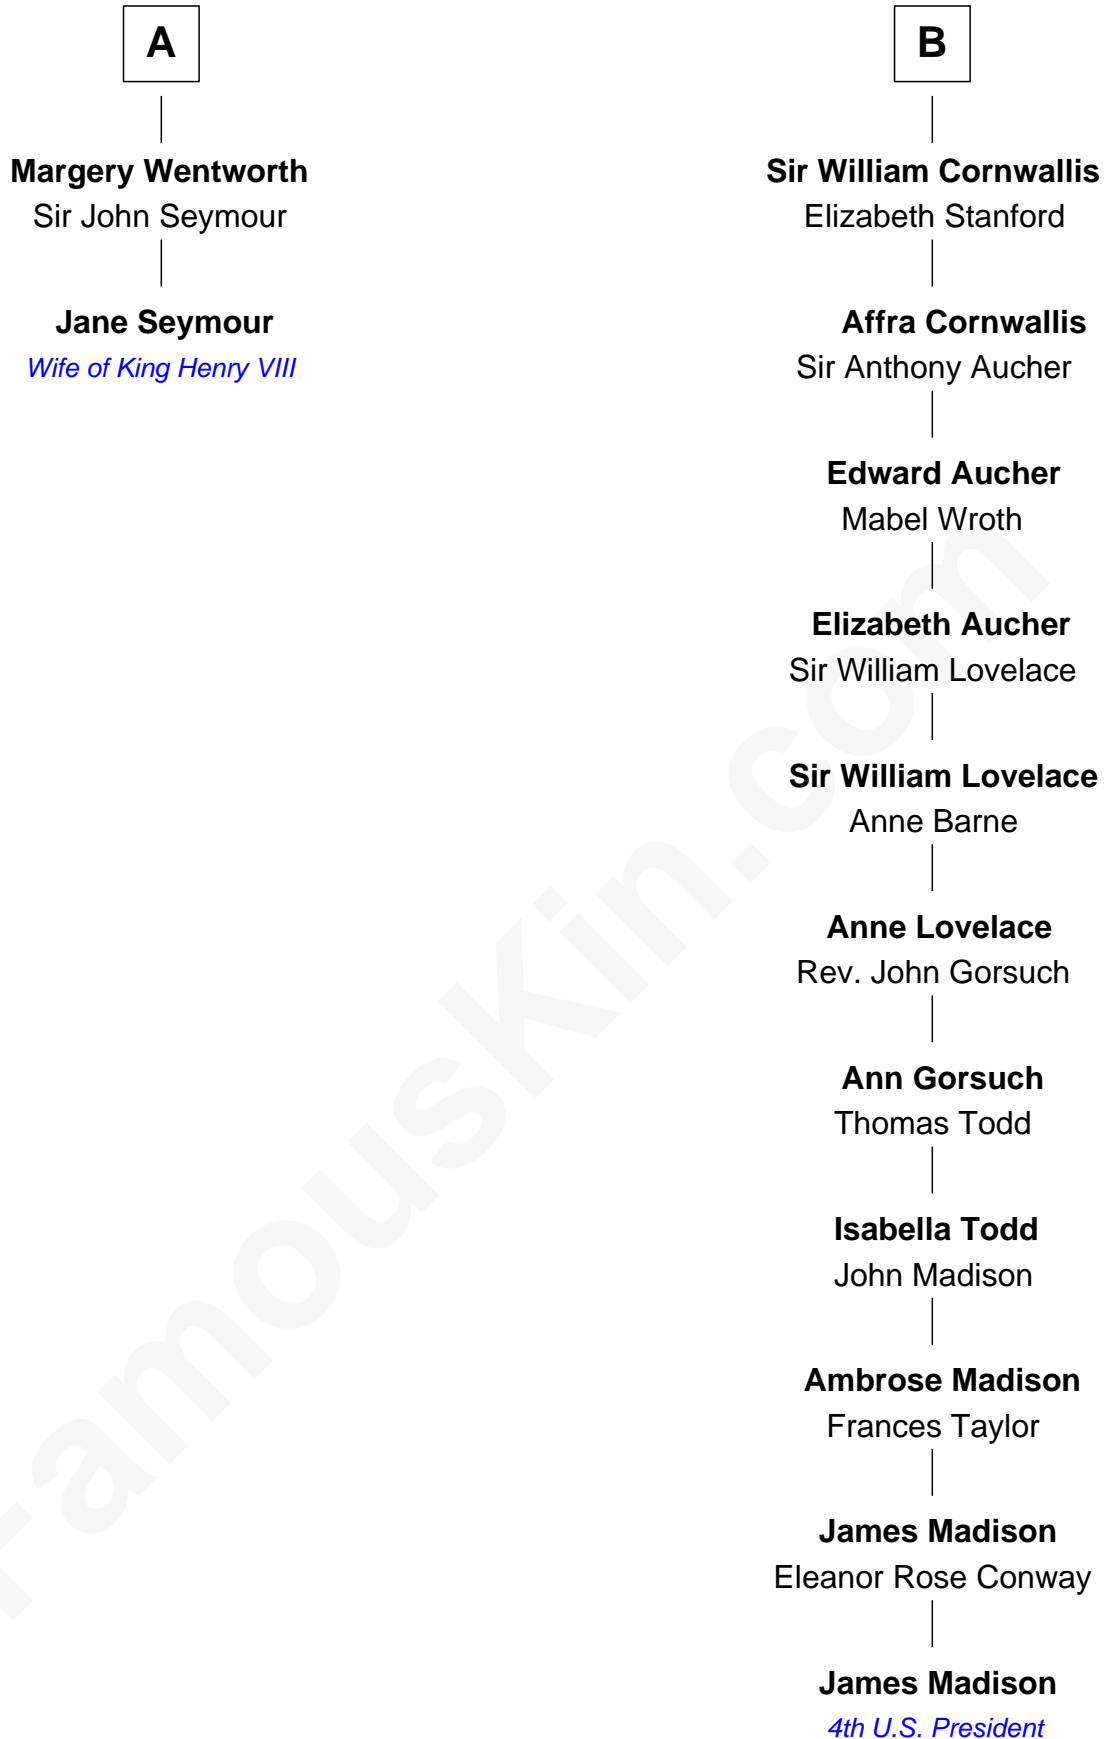 A
Margery Wentworth
Sir John Seymour
Jane Seymour
Wife of King Henry VIII
B
Sir William Cornwallis
Elizabeth Stanford
Affra Cornwallis
Sir Anthony Aucher
Edward Aucher
Mabel Wroth
Elizabeth Aucher
Sir William Lovelace
Sir William Lovelace
Anne Barne
Anne Lovelace
Rev. John Gorsuch
Ann Gorsuch
Thomas Todd
Isabella Todd
John Madison
Ambrose Madison
Frances Taylor
James Madison
Eleanor Rose Conway
James Madison
4th U.S. President
FamousKin.com